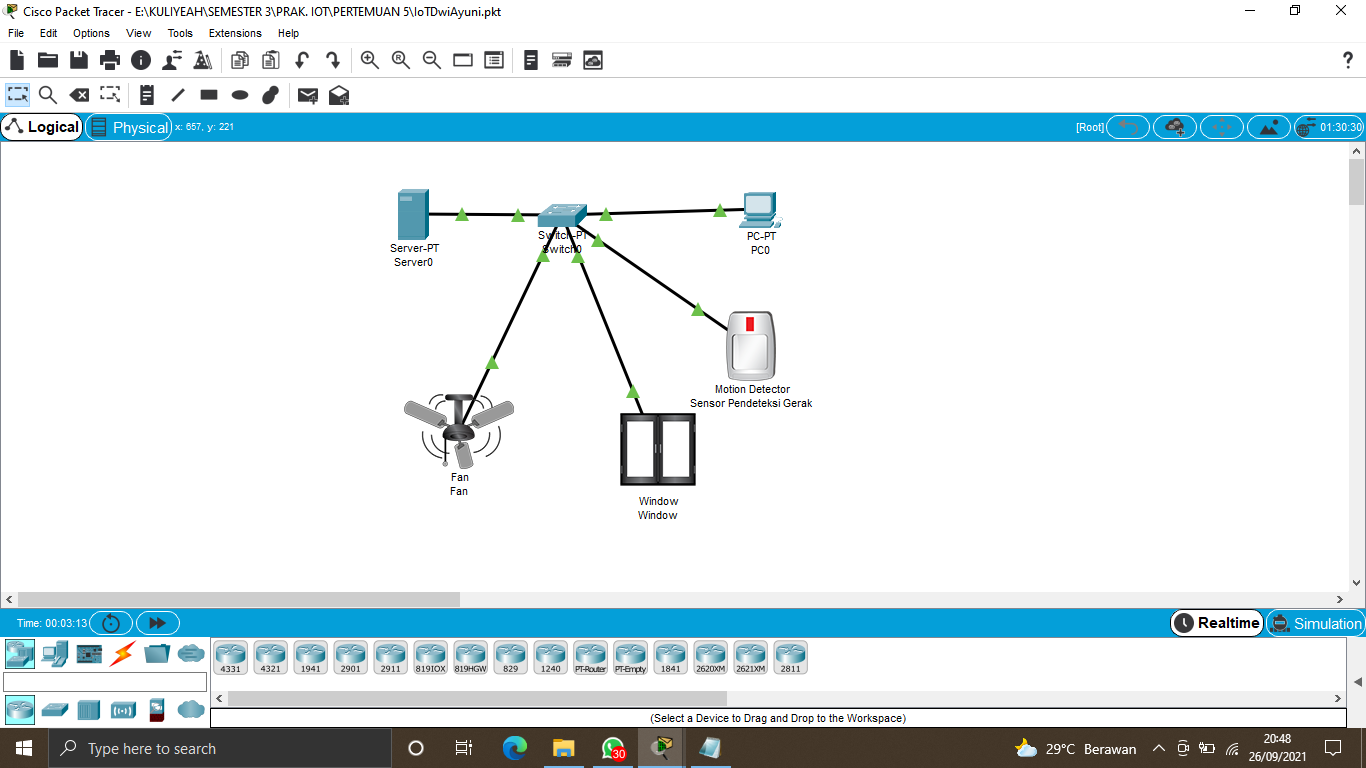 Cisco Packet Tracer - E:\KULIYEAH\SEMESTER 3\PRAK. IOT\PERTEMUAN 5\IoTDwiAyuni.pkt
File Edit Options View Tools Extensions Help
Logical Physical x: 657, y: 221 [Root] 01:30:30
Server-PT
Server0
Switch-PT
Switch0
PC-PT
PC0
Motion Detector
Sensor Pendeteksi Gerak
Fan
Fan
Window
Window
Time: 00:03:13 Realtime Simulation
4331 4321 1941 2901 2911 819IOX 819HGW 829 1240 PT-Router PT-Empty 1841 2620XM 2621XM 2811
(Select a Device to Drag and Drop to the Workspace)
Type here to search 30 29°C Berawan 20:48
26/09/2021